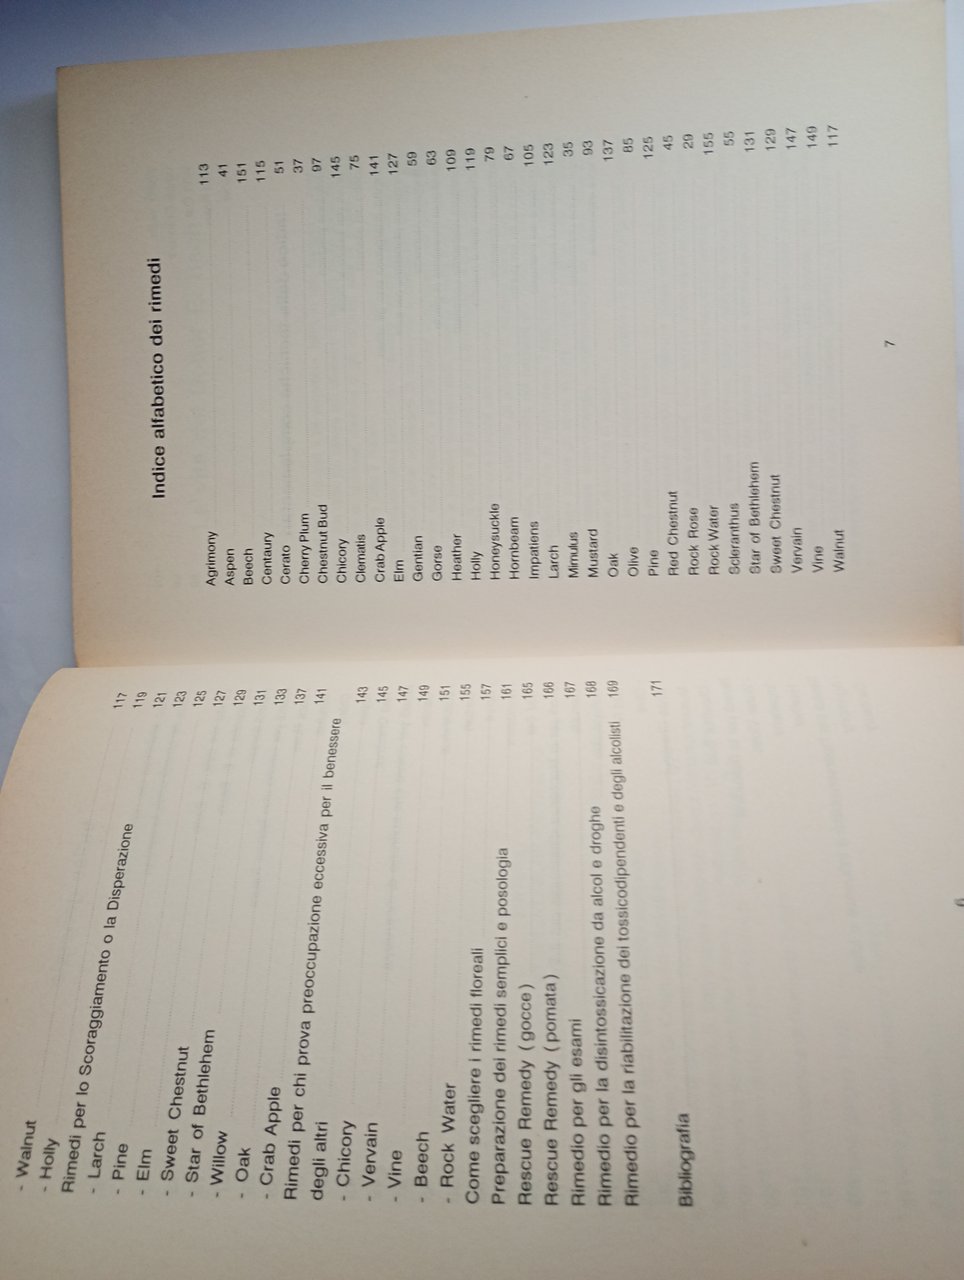 - Walnut 117
- Holly 119
Rimedi per lo Scoraggiamento o la Disperazione 121
- Larch 123
- Pine 125
- Elm 127
- Sweet Chestnut 129
- Star of Bethlehem 131
- Willow 133
- Oak 137
- Crab Apple 141
Rimedi per chi prova preoccupazione eccessiva per il benessere
degli altri 143
- Chicory 145
- Vervain 147
- Vine 149
- Beech 151
- Rock Water 155
Come scegliere i rimedi floreali 157
Preparazione dei rimedi semplici e posologia 161
Rescue Remedy (gocce) 165
Rescue Remedy (pomata) 166
Rimedio per gli esami 167
Rimedio per la disintossicazione da alcol e droghe 168
Rimedio per la riabilitazione dei tossicodipendenti e degli alcolisti 169
Bibliografia 171
6
Indice alfabetico dei rimedi
Agrimony 113
Aspen 41
Beech 151
Centaury 115
Cerato 51
Cherry Plum 37
Chestnut Bud 97
Chicory 145
Clematis 75
Crab Apple 141
Elm 127
Gentian 59
Gorse 63
Heather 109
Holly 119
Honeysuckle 79
Hornbeam 67
Impatiens 105
Larch 123
Mimulus 35
Mustard 93
Oak 137
Olive 85
Pine 125
Red Chestnut 45
Rock Rose 29
Rock Water 155
Scleranthus 55
Star of Bethlehem 131
Sweet Chestnut 129
Vervain 147
Vine 149
Walnut 117
7